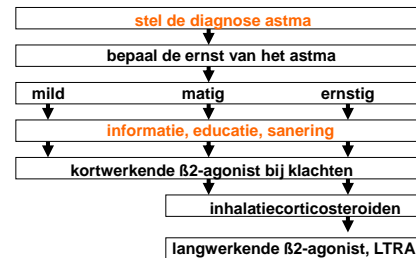 stel de diagnose astma
bepaal de ernst van het astma
mild matig ernstig
informatie, educatie, sanering
kortwerkende ß2-agonist bij klachten
inhalatiecorticosteroiden
langwerkende ß2-agonist, LTRA